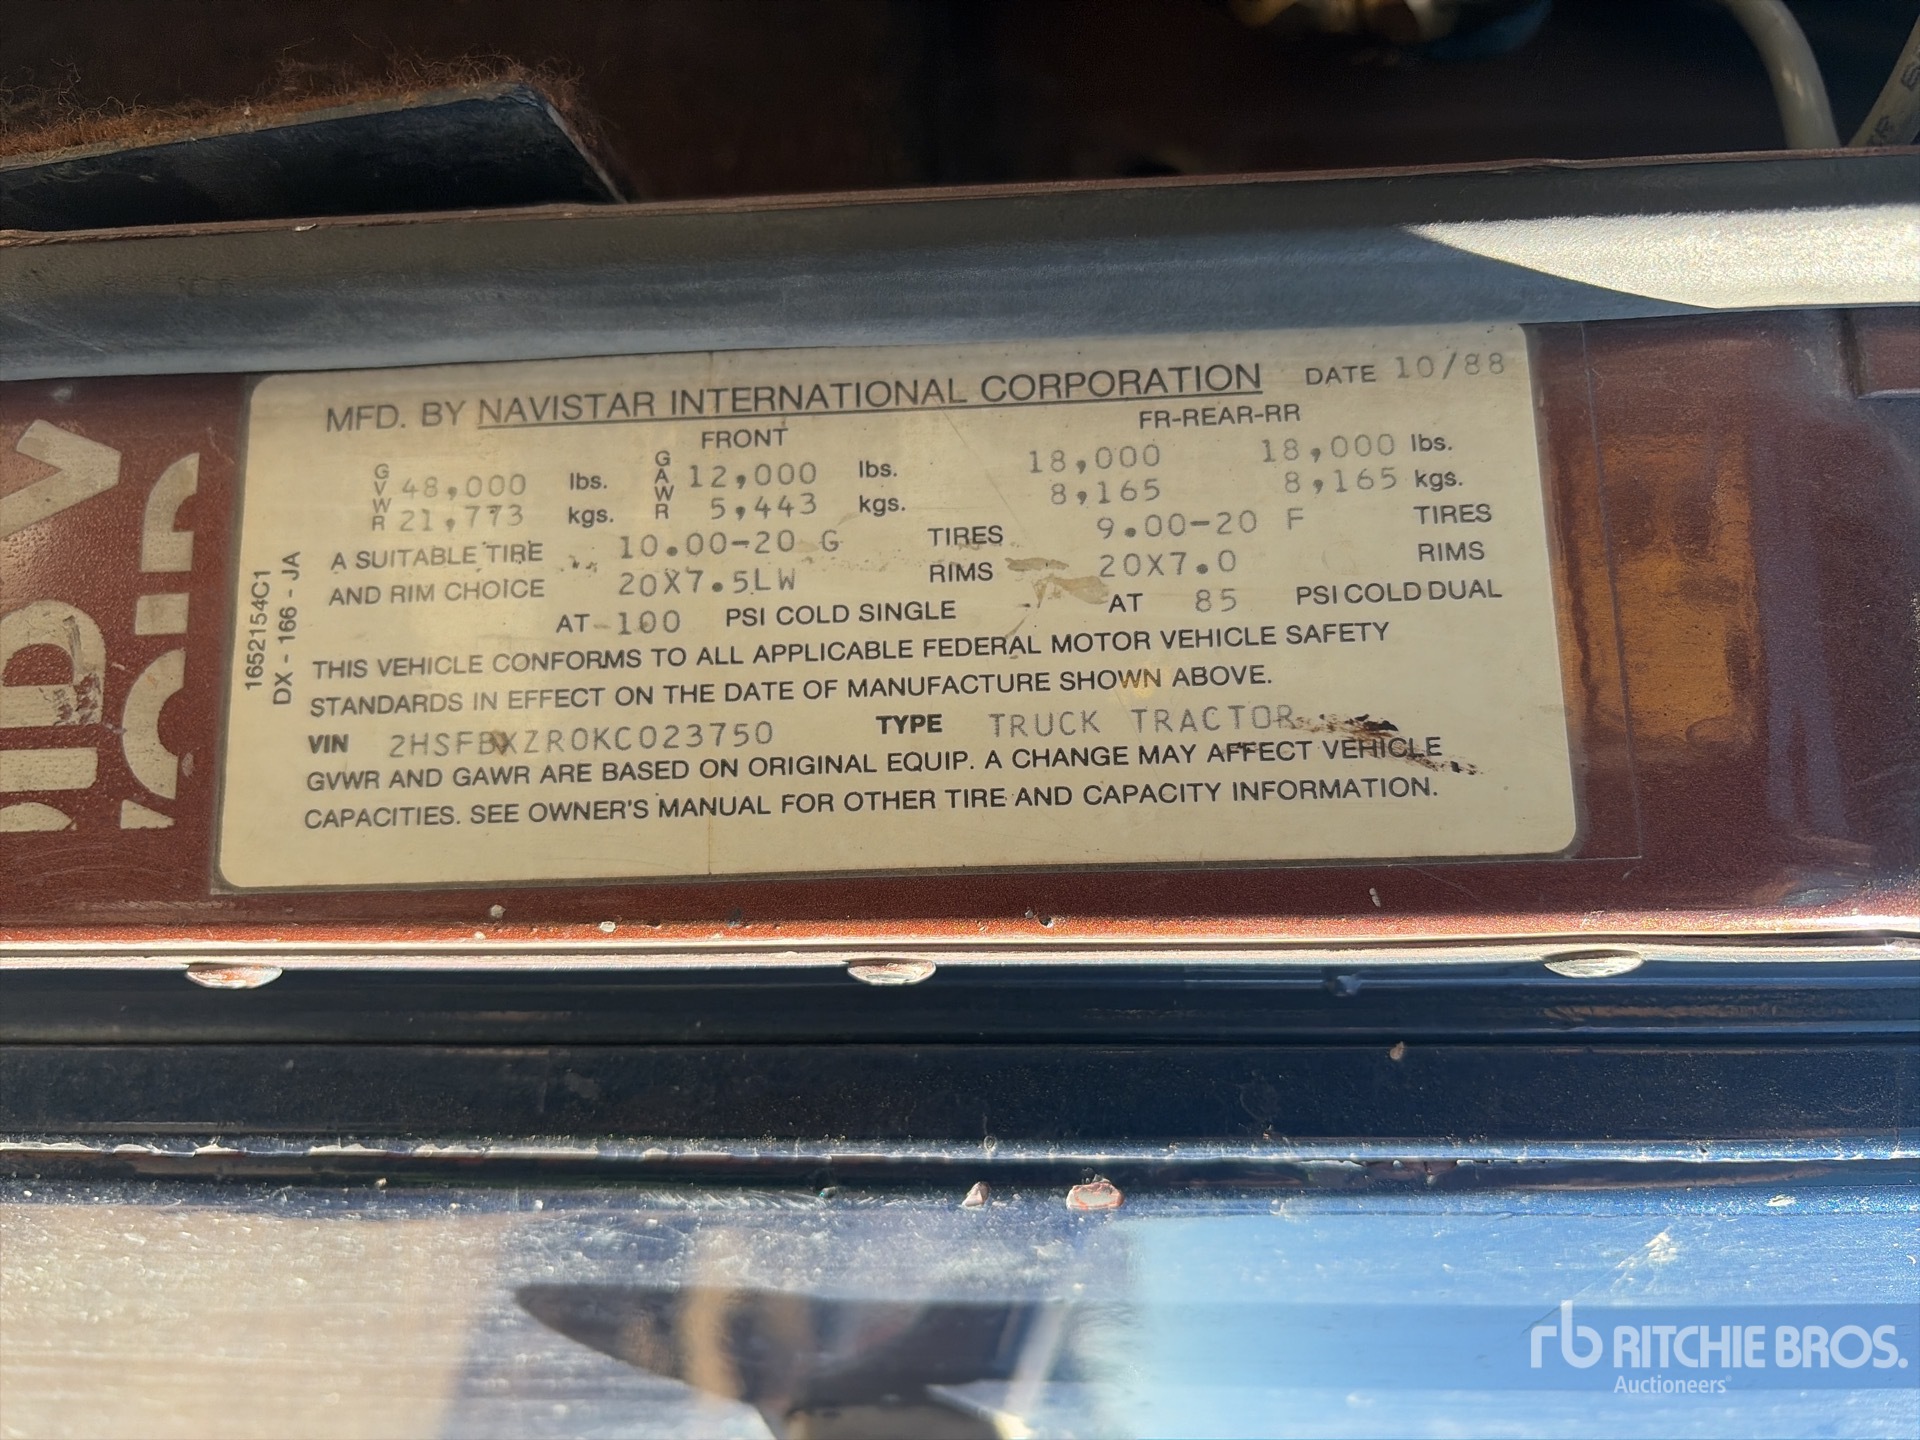 MFD. BY NAVISTAR INTERNATIONAL CORPORATION DATE 10/88
FRONT FR-REAR-RR
GVWR 48,000 lbs. GAWR 12,000 lbs. 18,000 18,000 lbs.
21,773 kgs. 5,443 kgs. 8,165 8,165 kgs.
A SUITABLE TIRE 10.00-20 G TIRES 9.00-20 F TIRES
AND RIM CHOICE 20X7.5LW RIMS 20X7.0 RIMS
AT 100 PSI COLD SINGLE AT 85 PSI COLD DUAL
THIS VEHICLE CONFORMS TO ALL APPLICABLE FEDERAL MOTOR VEHICLE SAFETY
STANDARDS IN EFFECT ON THE DATE OF MANUFACTURE SHOWN ABOVE.
VIN 2HSFBXZR0KC023750 TYPE TRUCK TRACTOR
GVWR AND GAWR ARE BASED ON ORIGINAL EQUIP. A CHANGE MAY AFFECT VEHICLE
CAPACITIES. SEE OWNER'S MANUAL FOR OTHER TIRE AND CAPACITY INFORMATION.
1652154C1
DX - 166 - JA
rb RITCHIE BROS.
Auctioneers